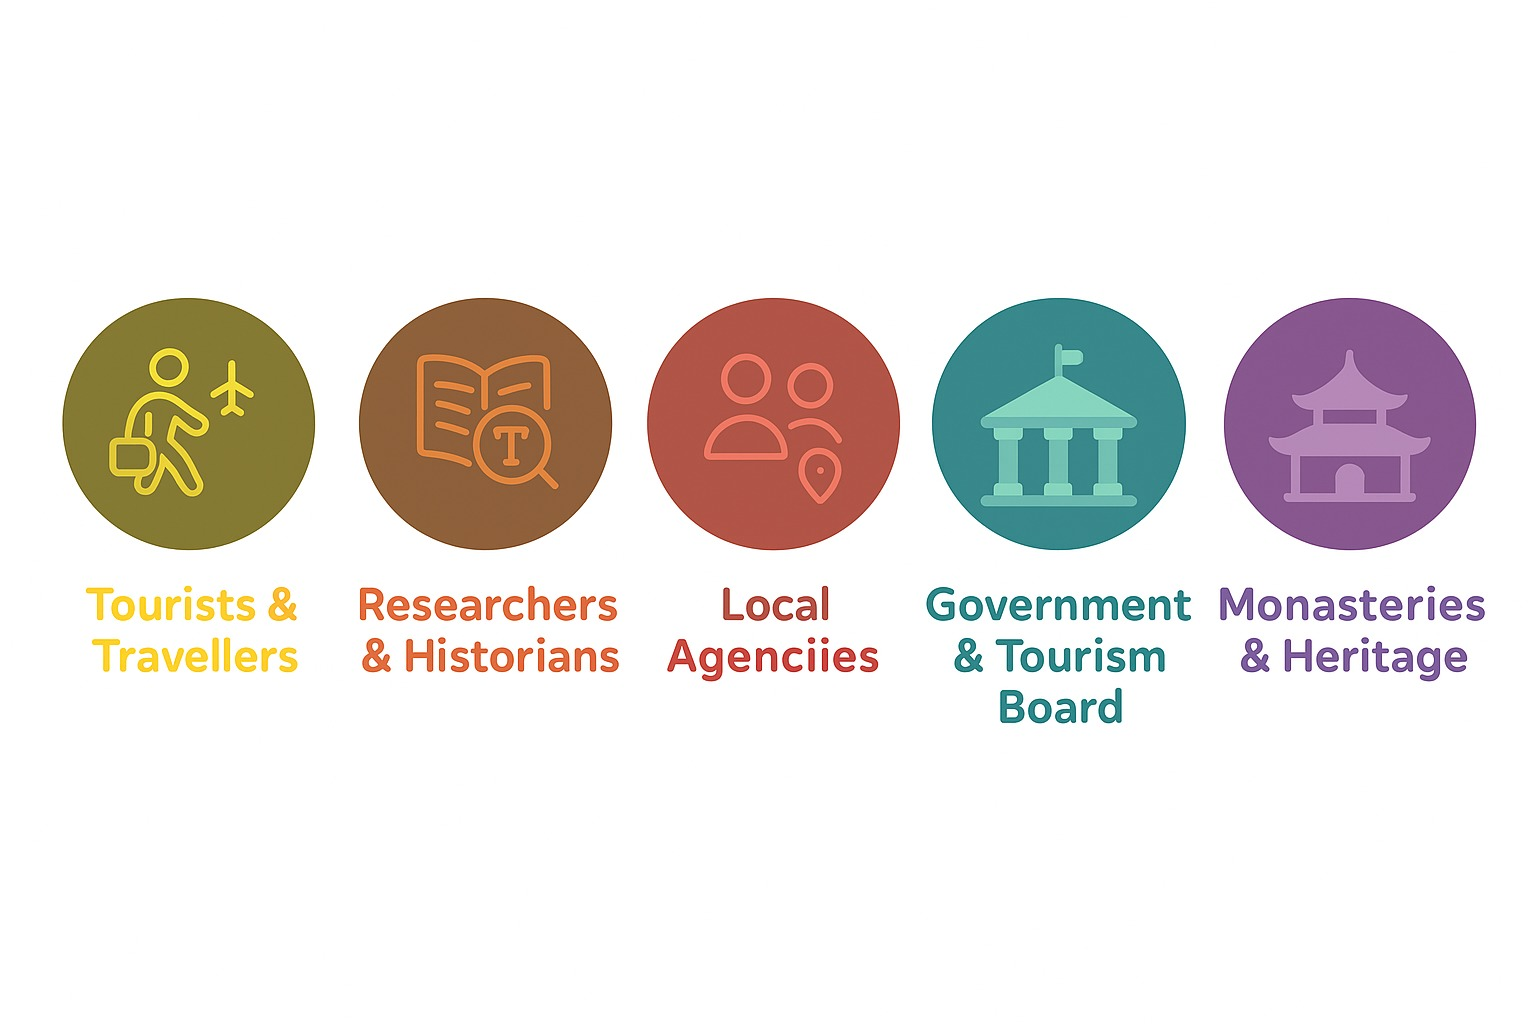 Tourists &
Travellers
Researchers
& Historians
T
Local
Agenciies
Government
& Tourism
Board
Monasteries
& Heritage